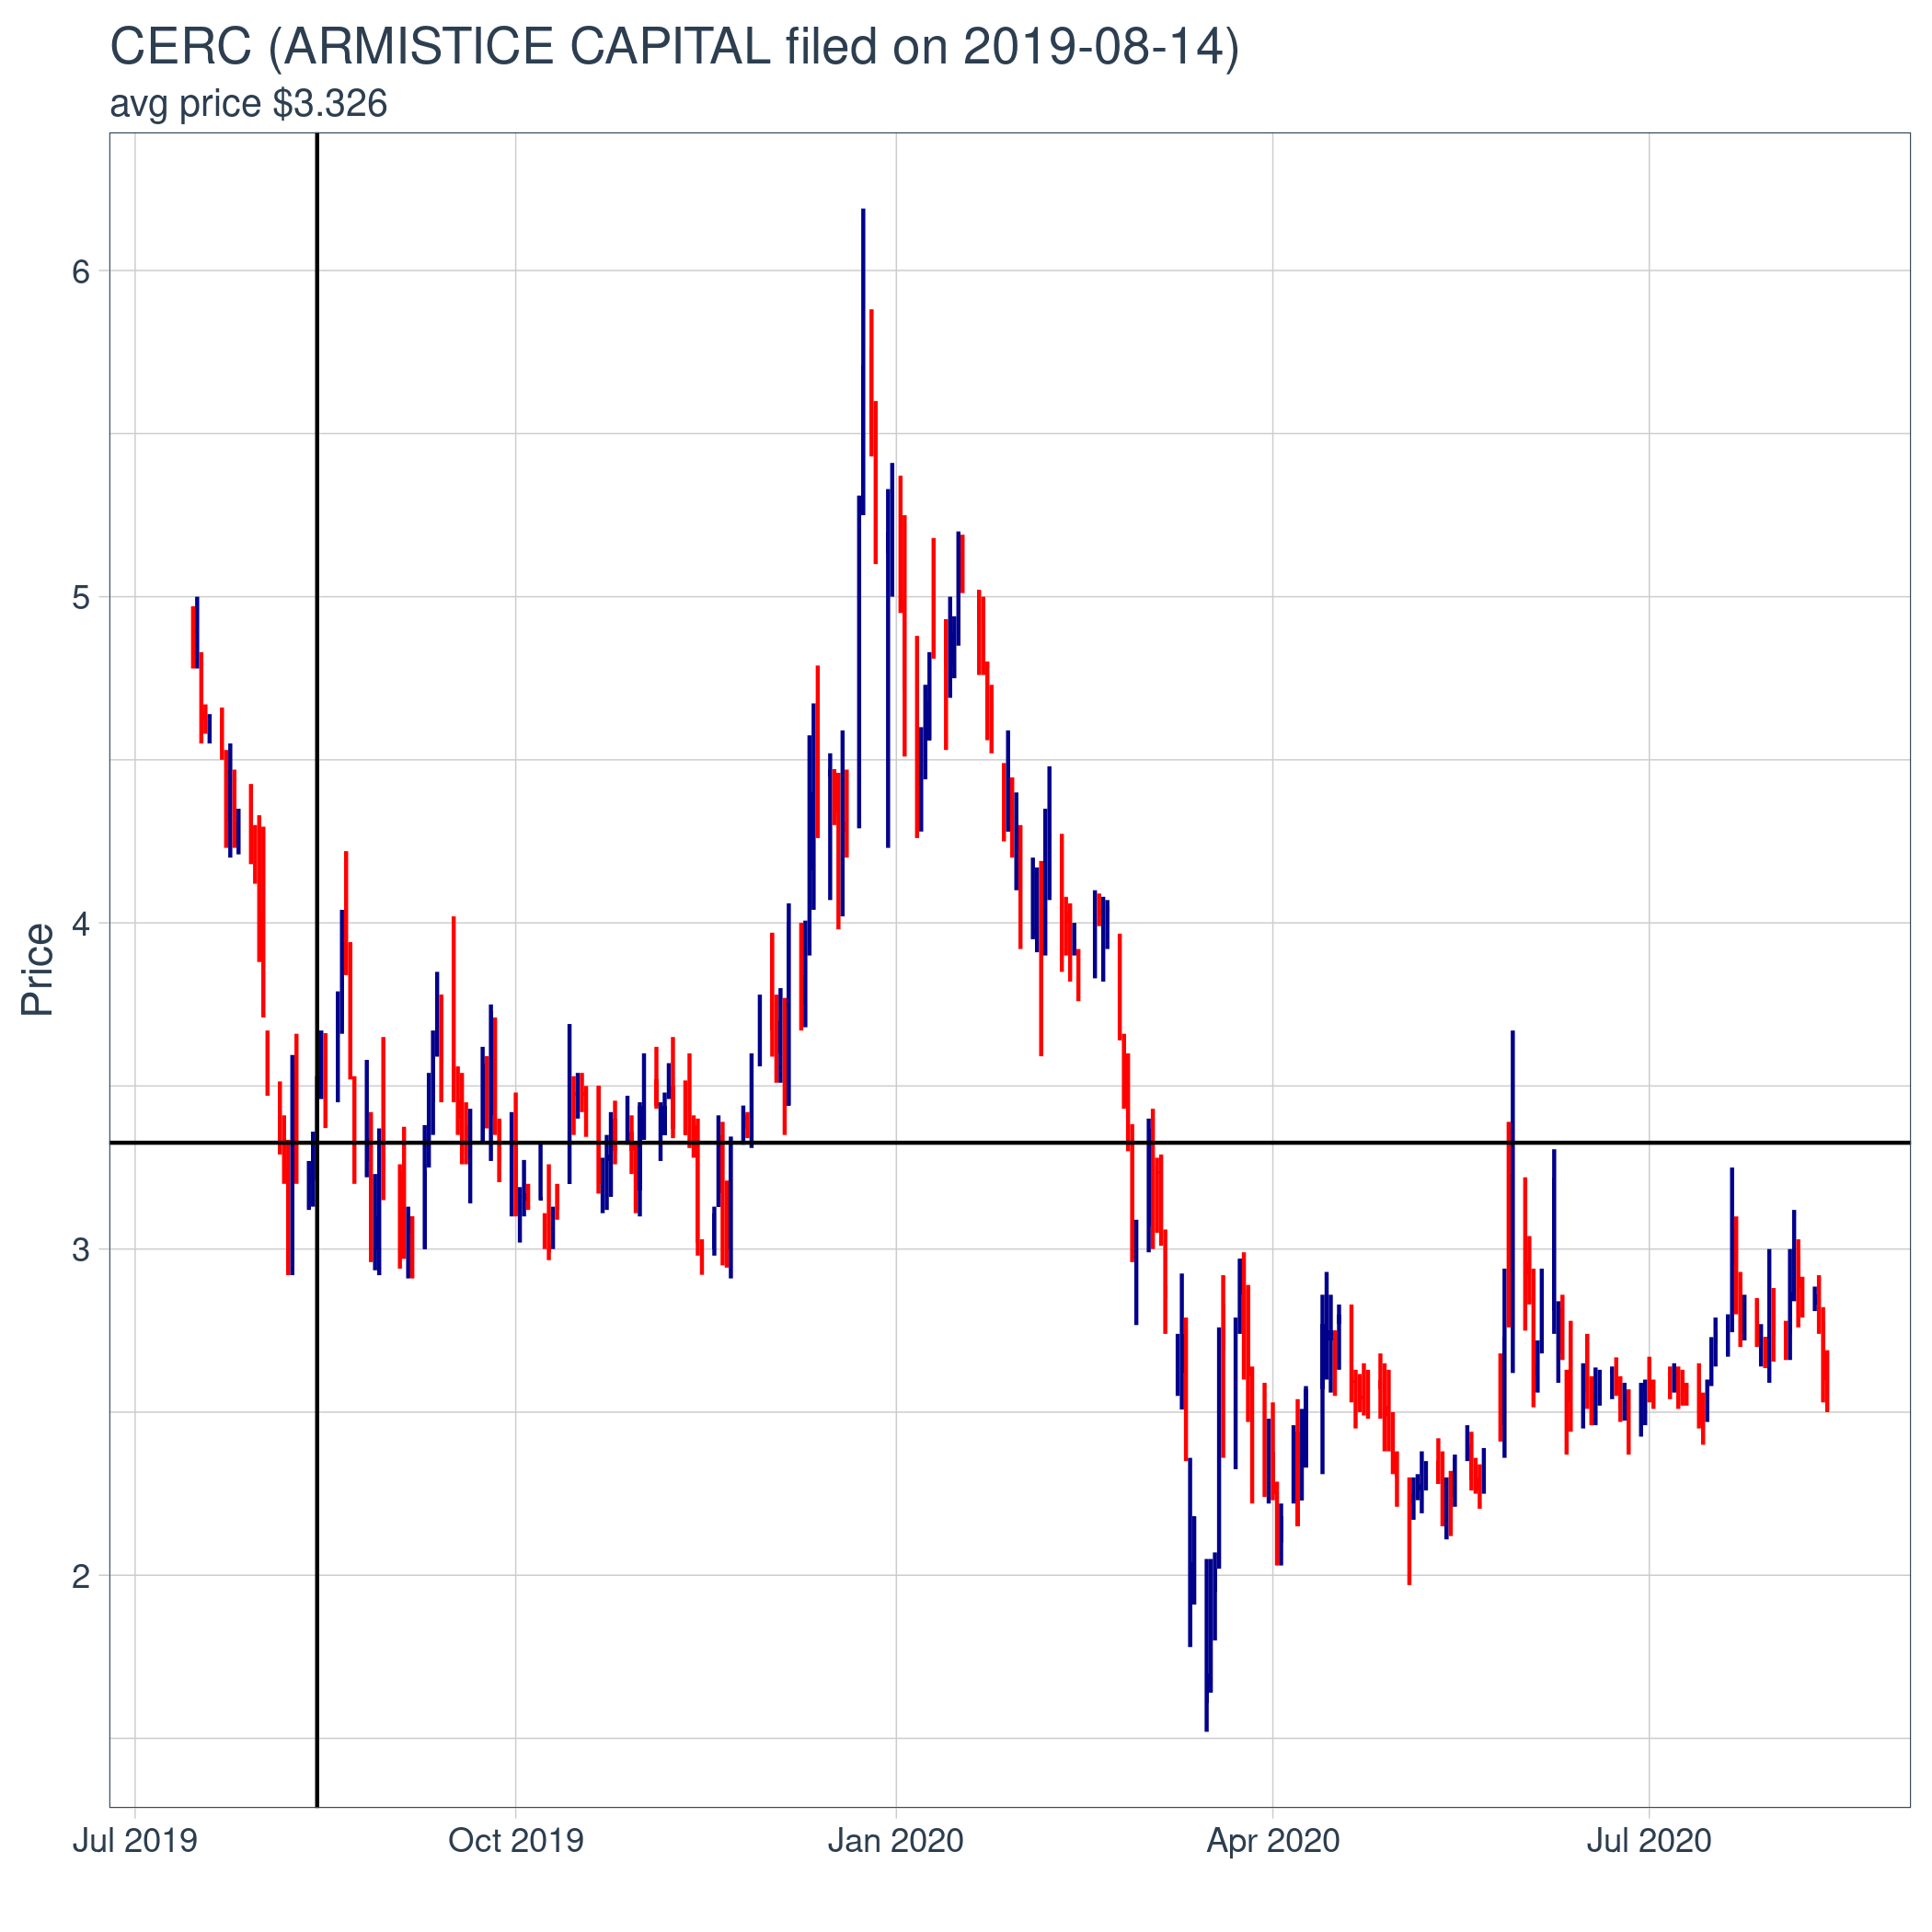 CERC (ARMISTICE CAPITAL filed on 2019-08-14)
avg price $3.326
6
5
4
3
2
Price
Jul 2019 Oct 2019 Jan 2020 Apr 2020 Jul 2020